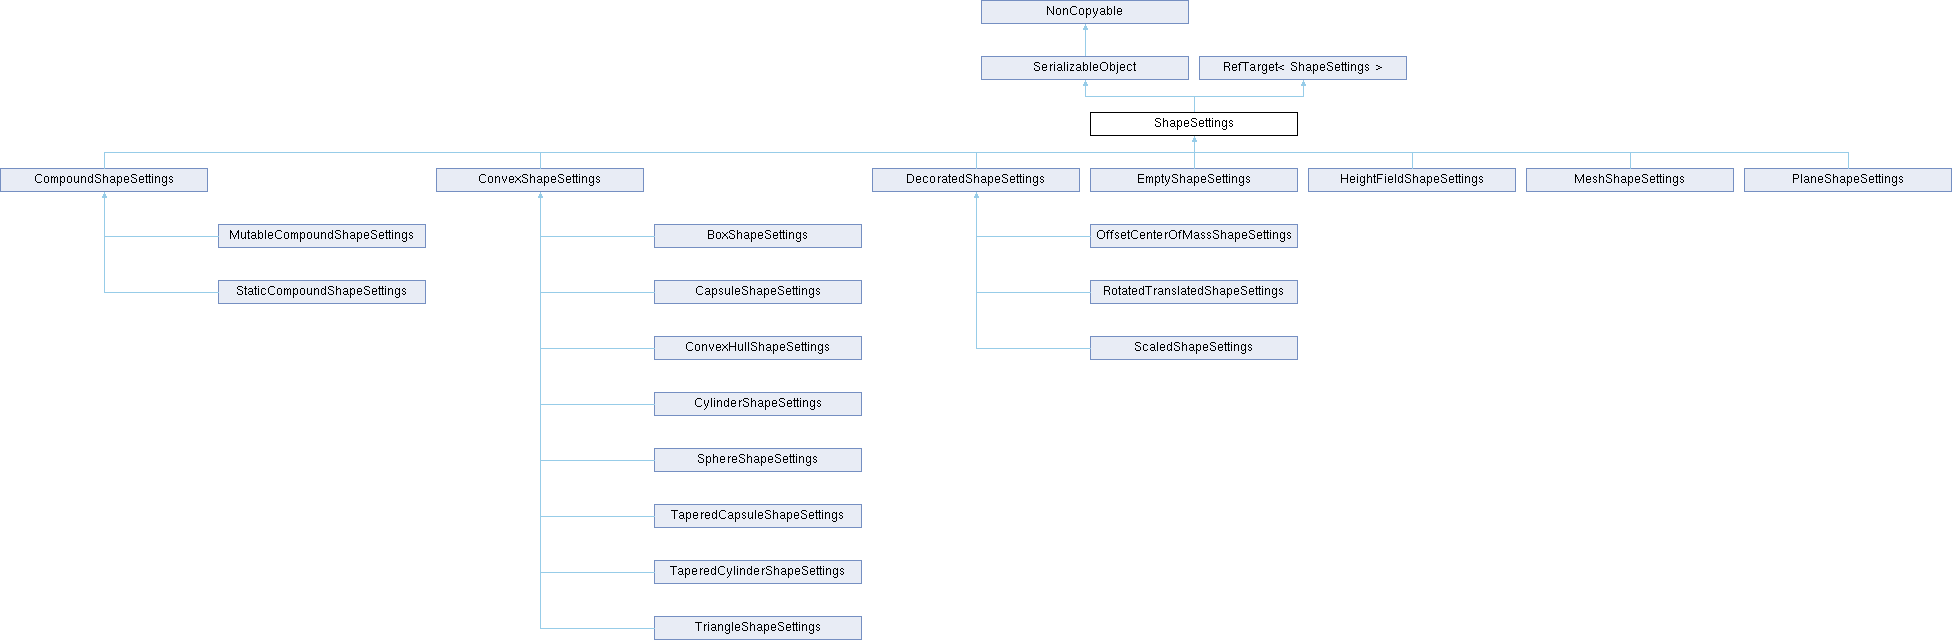 NonCopyable
SerializableObject
RefTarget< ShapeSettings >
ShapeSettings
CompoundShapeSettings
ConvexShapeSettings
DecoratedShapeSettings
EmptyShapeSettings
HeightFieldShapeSettings
MeshShapeSettings
PlaneShapeSettings
MutableCompoundShapeSettings
BoxShapeSettings
OffsetCenterOfMassShapeSettings
StaticCompoundShapeSettings
CapsuleShapeSettings
RotatedTranslatedShapeSettings
ConvexHullShapeSettings
ScaledShapeSettings
CylinderShapeSettings
SphereShapeSettings
TaperedCapsuleShapeSettings
TaperedCylinderShapeSettings
TriangleShapeSettings